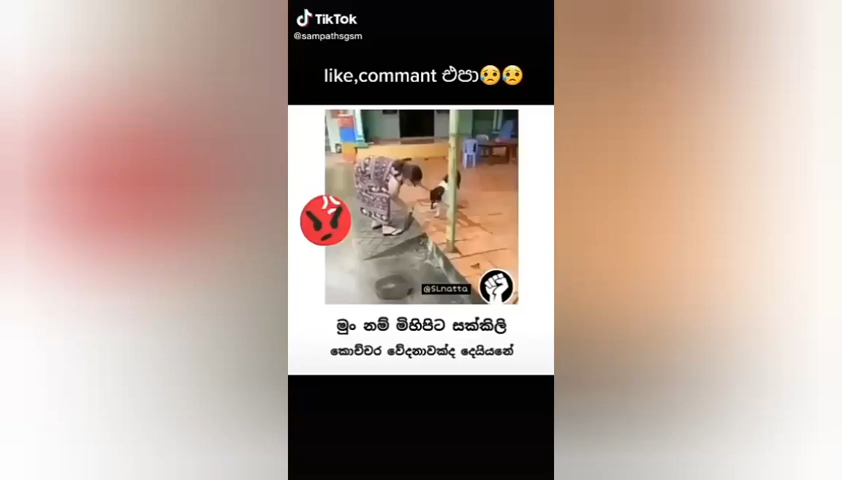 TikTok
@sampathsgsm
like,commant එපා😢😢
@SLnatta
මුං නම් මිහිපිට සක්කිලි
කොච්චර වේදනාවක්ද දෙයියනේ